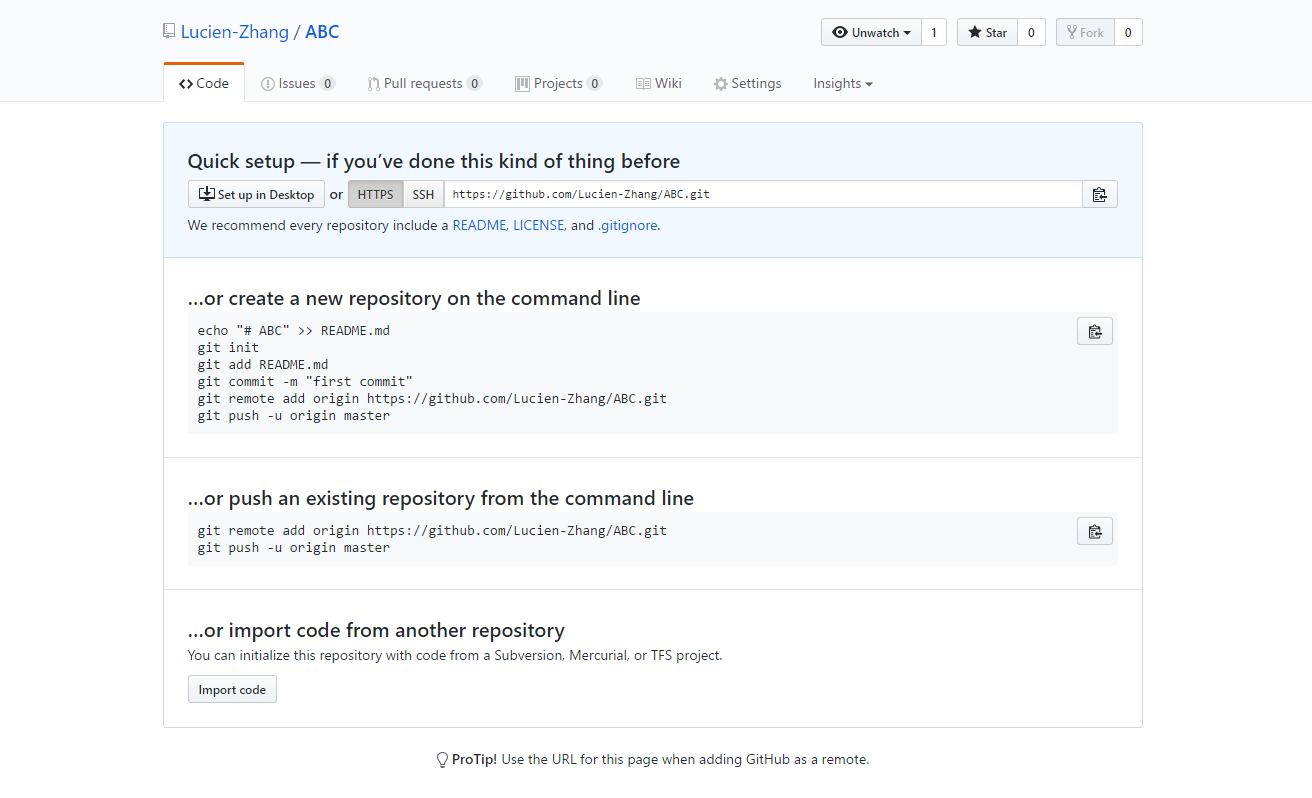 Lucien-Zhang / ABC
Unwatch 1 Star 0 Fork 0
Code Issues 0 Pull requests 0 Projects 0 Wiki Settings Insights
Quick setup — if you’ve done this kind of thing before
Set up in Desktop or HTTPS SSH https://github.com/Lucien-Zhang/ABC.git
We recommend every repository include a README, LICENSE, and .gitignore.
…or create a new repository on the command line
echo "# ABC" >> README.md
git init
git add README.md
git commit -m "first commit"
git remote add origin https://github.com/Lucien-Zhang/ABC.git
git push -u origin master
…or push an existing repository from the command line
git remote add origin https://github.com/Lucien-Zhang/ABC.git
git push -u origin master
…or import code from another repository
You can initialize this repository with code from a Subversion, Mercurial, or TFS project.
Import code
ProTip! Use the URL for this page when adding GitHub as a remote.